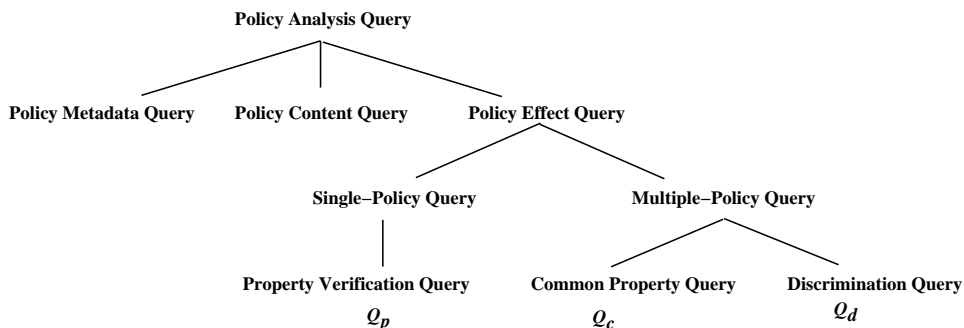 Policy Analysis Query
Policy Metadata Query Policy Content Query Policy Effect Query
Single−Policy Query Multiple−Policy Query
Property Verification Query Common Property Query Discrimination Query
Qp Qc Qd